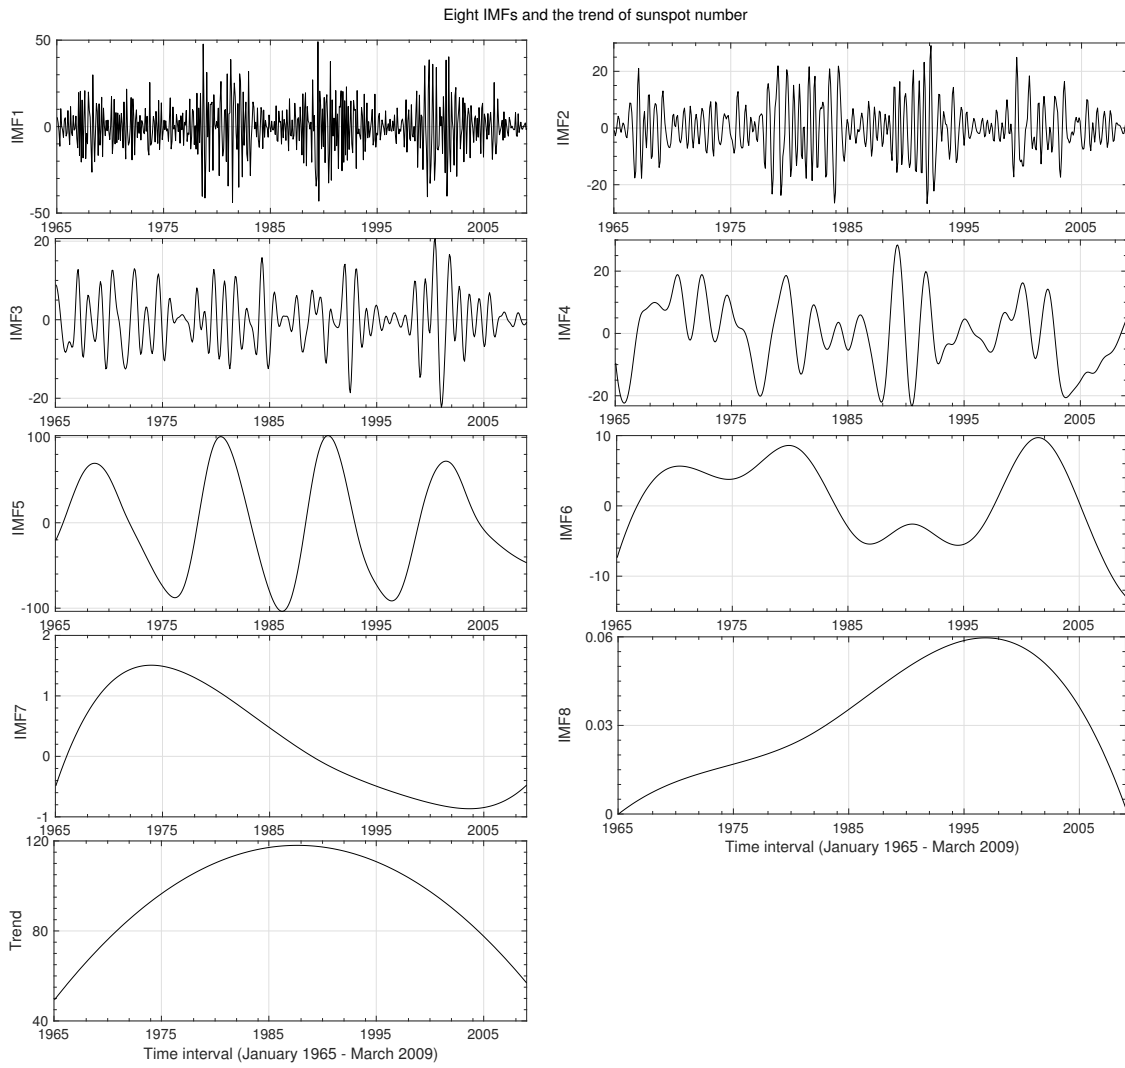 Eight IMFs and the trend of sunspot number
50
0
-50
IMF1
1965 1975 1985 1995 2005
20
0
-20
IMF2
1965 1975 1985 1995 2005
20
0
-20
IMF3
1965 1975 1985 1995 2005
20
0
-20
IMF4
1965 1975 1985 1995 2005
100
0
-100
IMF5
1965 1975 1985 1995 2005
10
0
-10
IMF6
1965 1975 1985 1995 2005
2
1
0
-1
IMF7
1965 1975 1985 1995 2005
0.06
0.03
0
IMF8
1965 1975 1985 1995 2005
Time interval (January 1965 - March 2009)
120
80
40
Trend
1965 1975 1985 1995 2005
Time interval (January 1965 - March 2009)